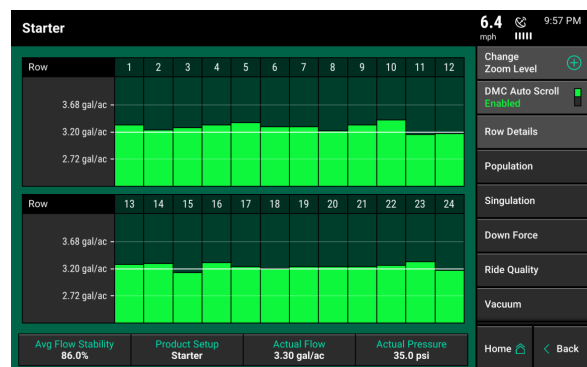 Starter
6.4
mph
9:57 PM
Row 1 2 3 4 5 6 7 8 9 10 11 12
3.68 gal/ac
3.20 gal/ac
2.72 gal/ac
Row 13 14 15 16 17 18 19 20 21 22 23 24
3.68 gal/ac
3.20 gal/ac
2.72 gal/ac
Avg Flow Stability
86.0%
Product Setup
Starter
Actual Flow
3.30 gal/ac
Actual Pressure
35.0 psi
Change
Zoom Level
DMC Auto Scroll
Enabled
Row Details
Population
Singulation
Down Force
Ride Quality
Vacuum
Home
Back